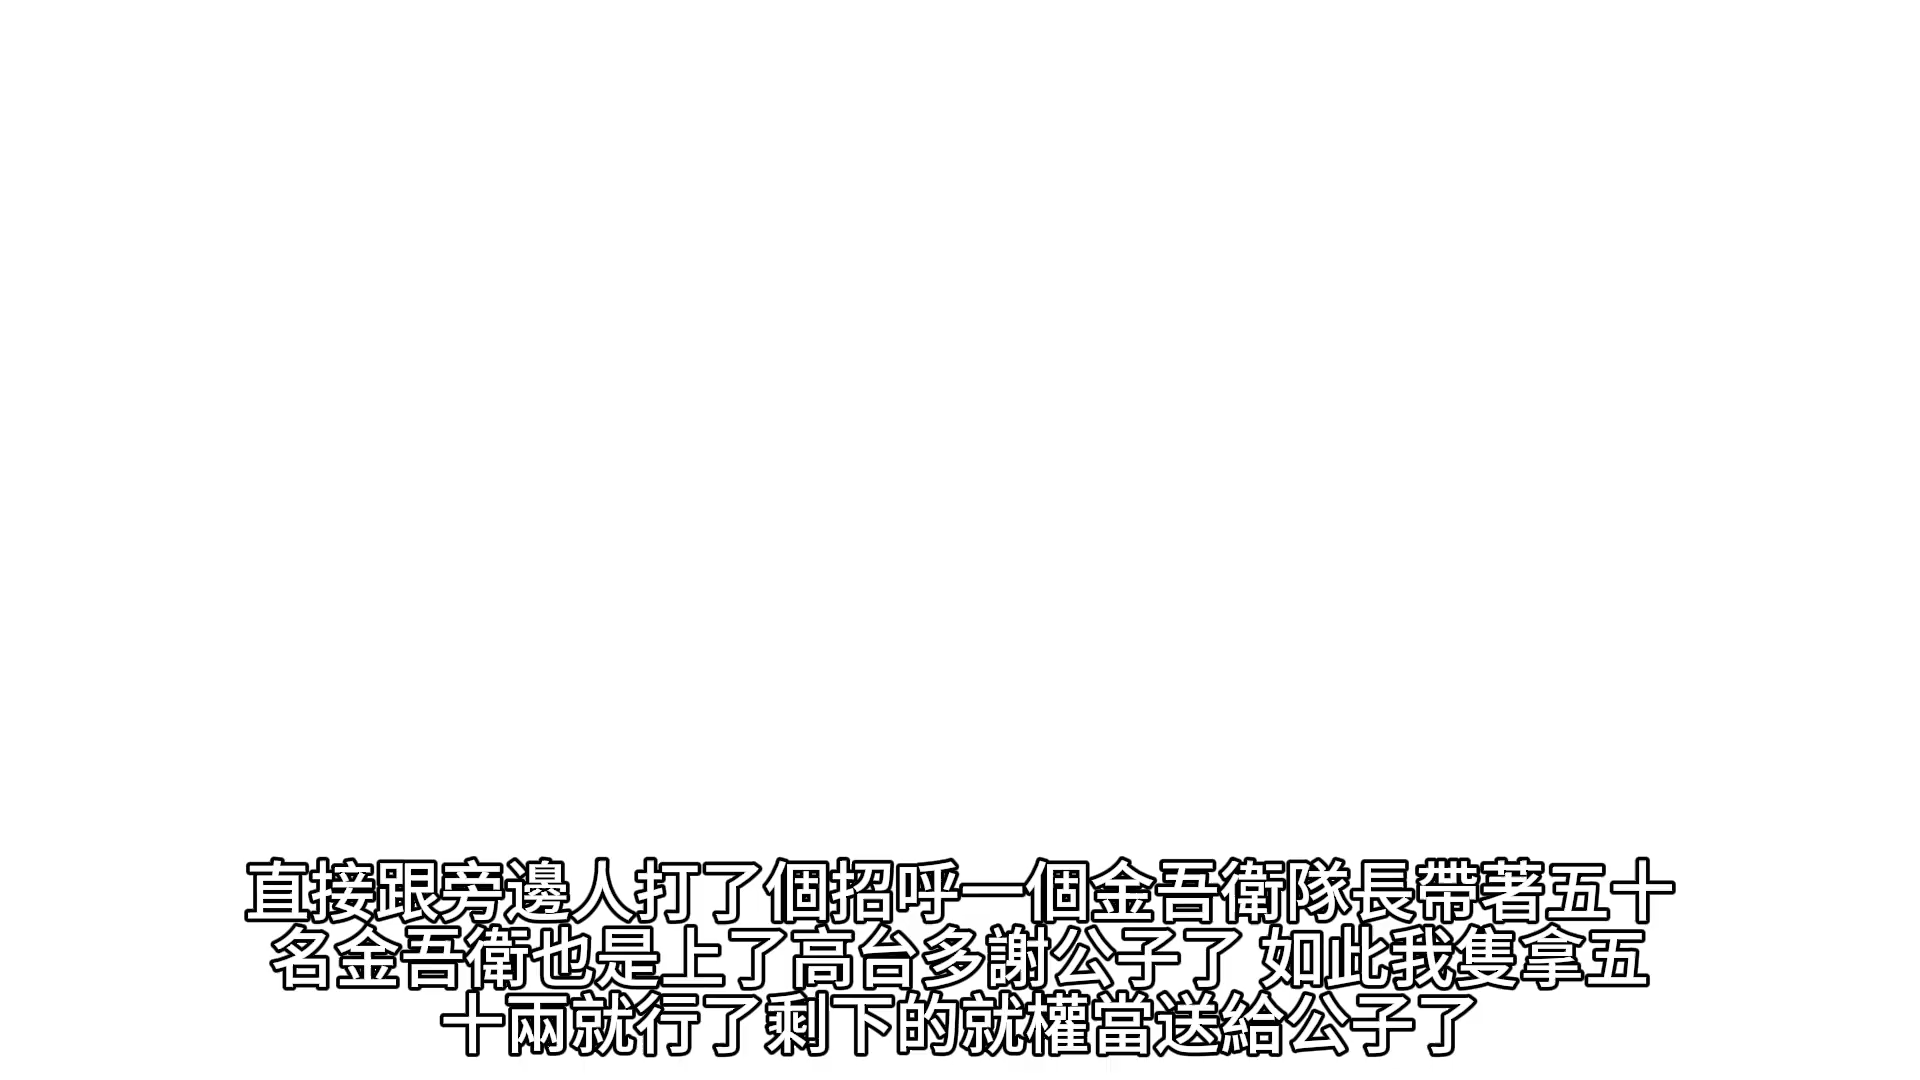 直接跟旁邊人打了個招呼一個金吾衛隊長帶著五十
名金吾衛也是上了高台多謝公子了 如此我隻拿五
十兩就行了剩下的就權當送給公子了